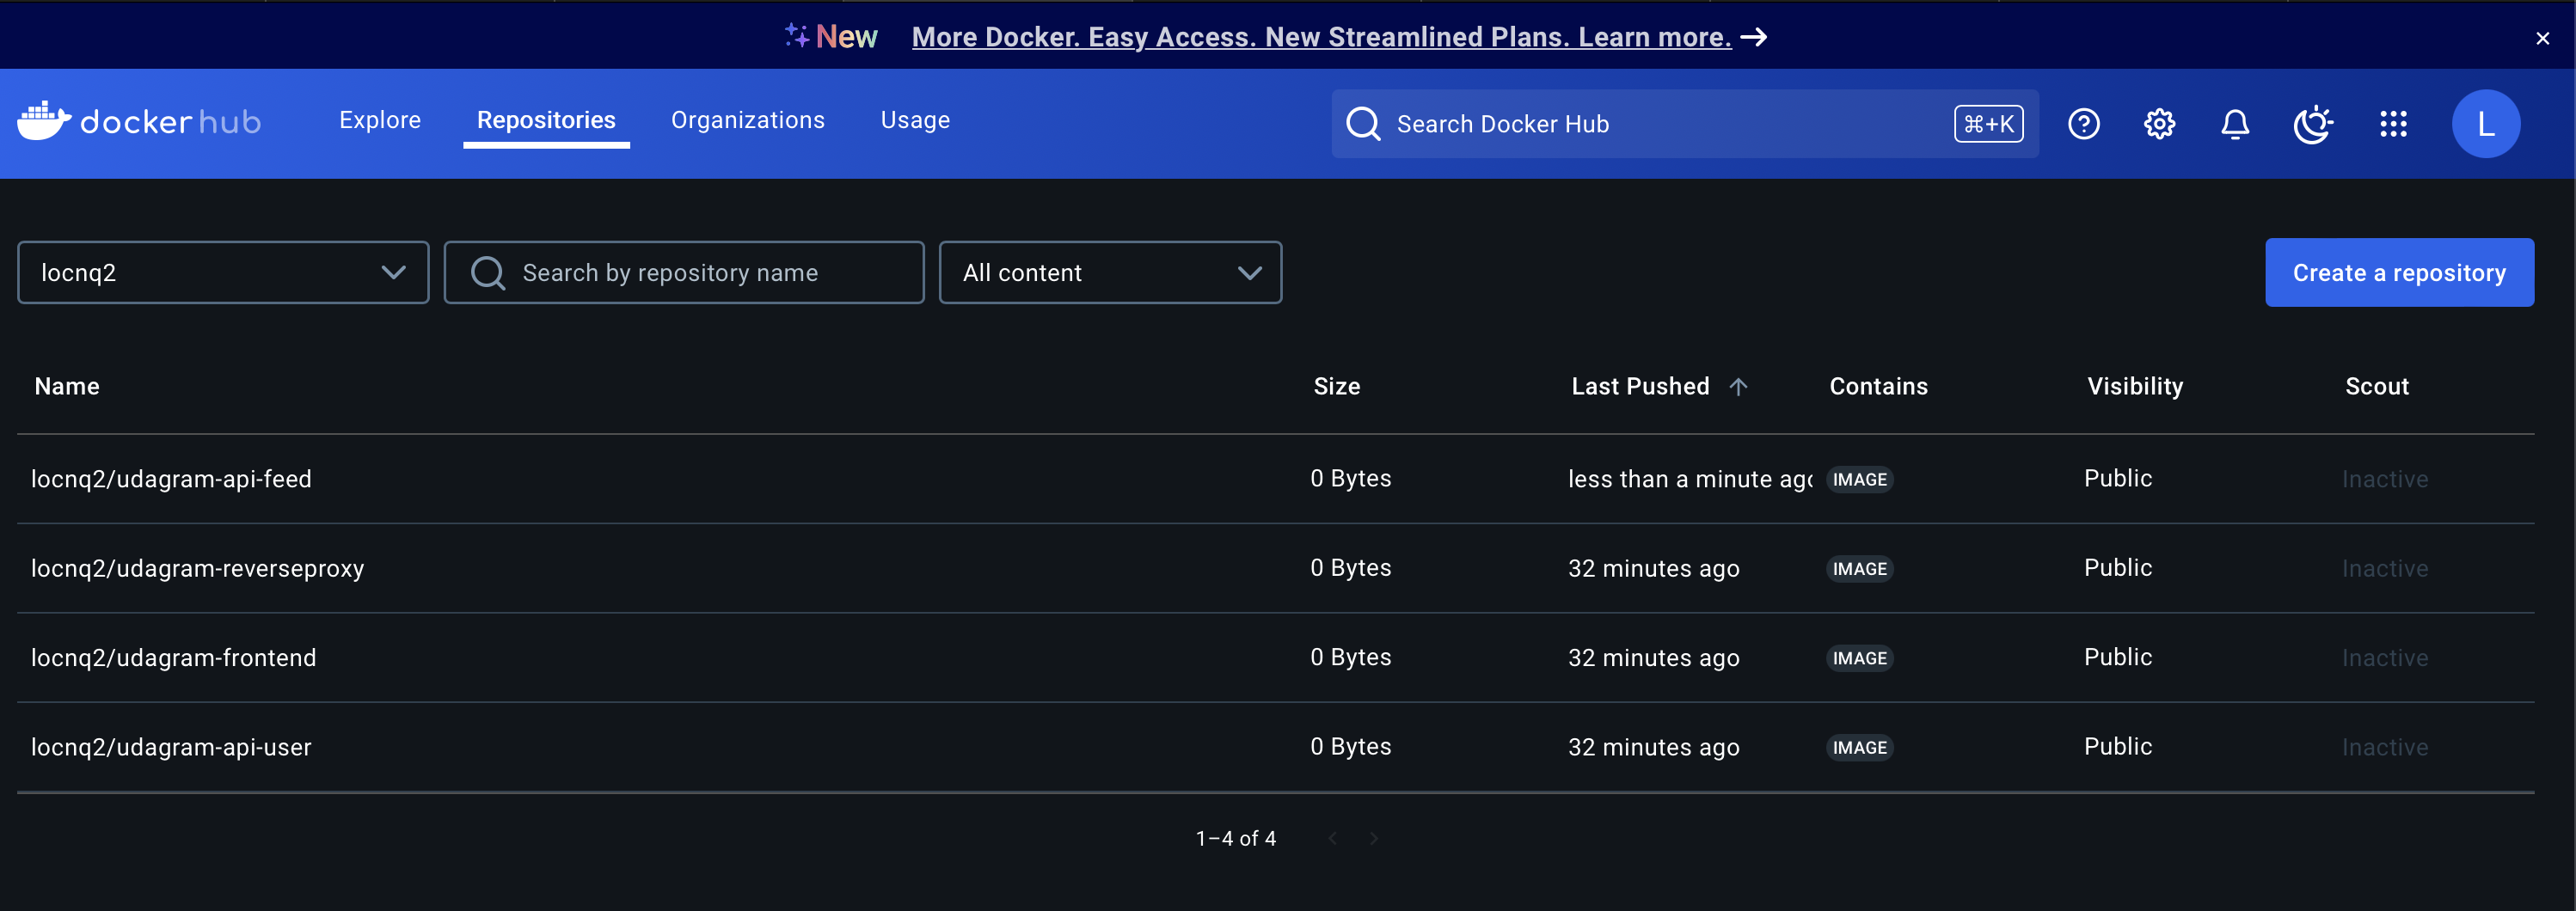 New More Docker. Easy Access. New Streamlined Plans. Learn more. → ×
docker hub Explore Repositories Organizations Usage Search Docker Hub ⌘+K L
locnq2 Search by repository name All content Create a repository
Name Size Last Pushed ↑ Contains Visibility Scout
locnq2/udagram-api-feed 0 Bytes less than a minute ago IMAGE Public Inactive
locnq2/udagram-reverseproxy 0 Bytes 32 minutes ago IMAGE Public Inactive
locnq2/udagram-frontend 0 Bytes 32 minutes ago IMAGE Public Inactive
locnq2/udagram-api-user 0 Bytes 32 minutes ago IMAGE Public Inactive
1–4 of 4